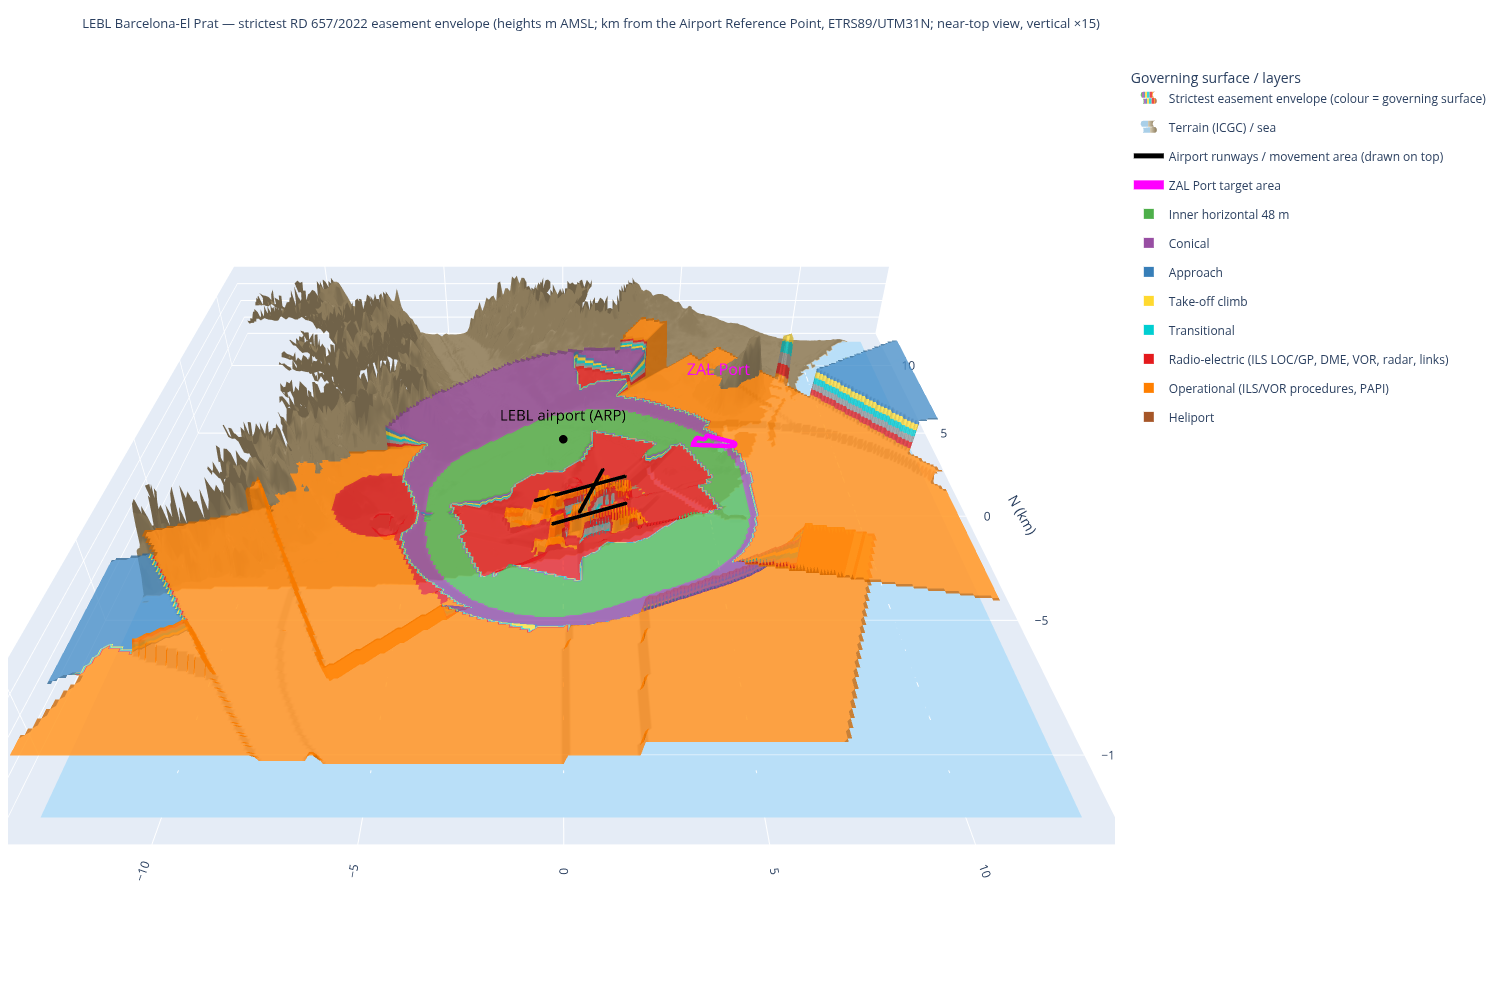 LEBL Barcelona-El Prat — strictest RD 657/2022 easement envelope (heights m AMSL; km from the Airport Reference Point, ETRS89/UTM31N; near-top view, vertical ×15)
Governing surface / layers
Strictest easement envelope (colour = governing surface)
Terrain (ICGC) / sea
Airport runways / movement area (drawn on top)
ZAL Port target area
Inner horizontal 48 m
Conical
Approach
Take-off climb
Transitional
Radio-electric (ILS LOC/GP, DME, VOR, radar, links)
Operational (ILS/VOR procedures, PAPI)
Heliport
ZAL Port
LEBL airport (ARP)
10
5
0
−5
−1
N (km)
−10
−5
0
5
10